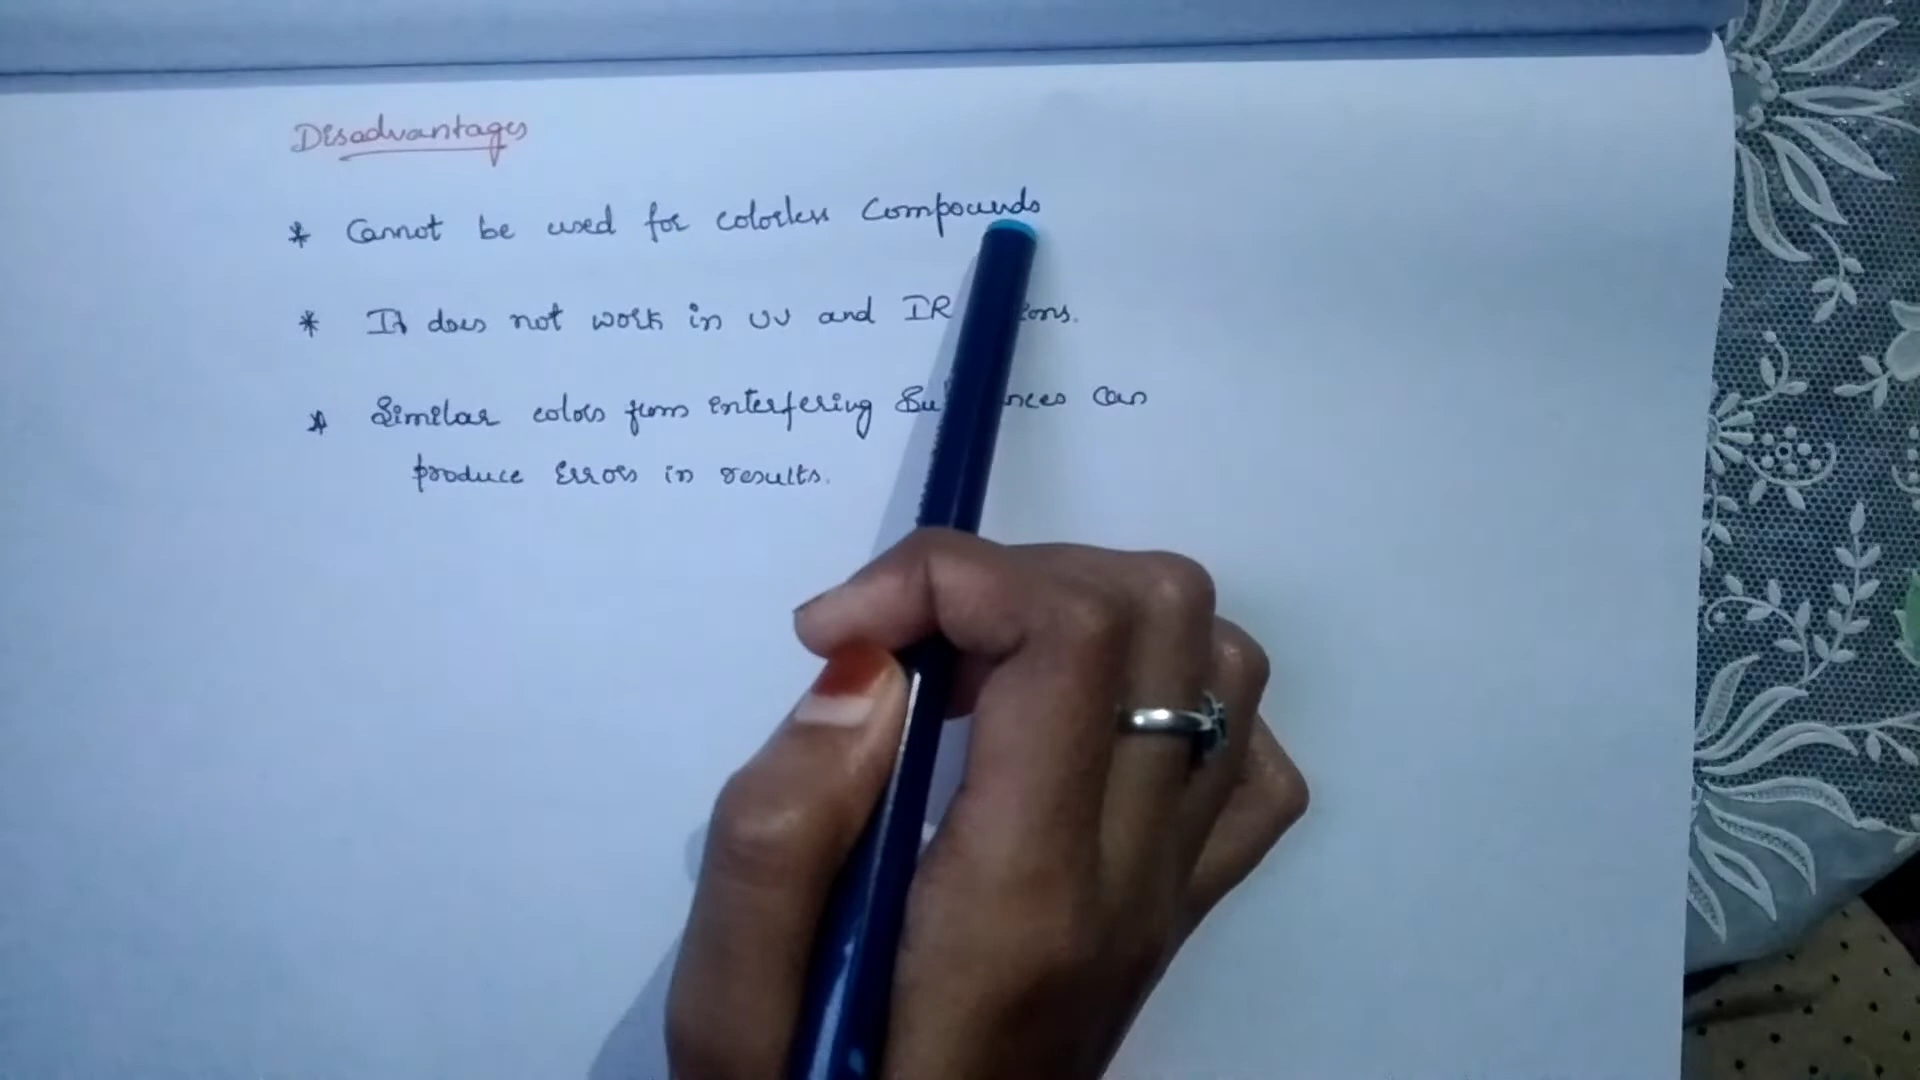 Disadvantages
* Cannot be used for colorless Compounds
* It does not work in UV and IR
* Similar colors from interfering can
produce Errors in results.